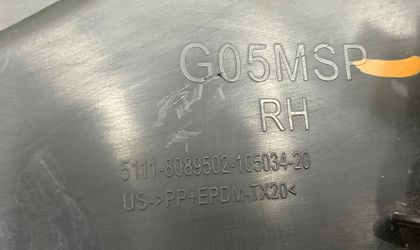 G05MSP
RH
5111-8089502-105034-20
US->PP+EPDM-TX20<